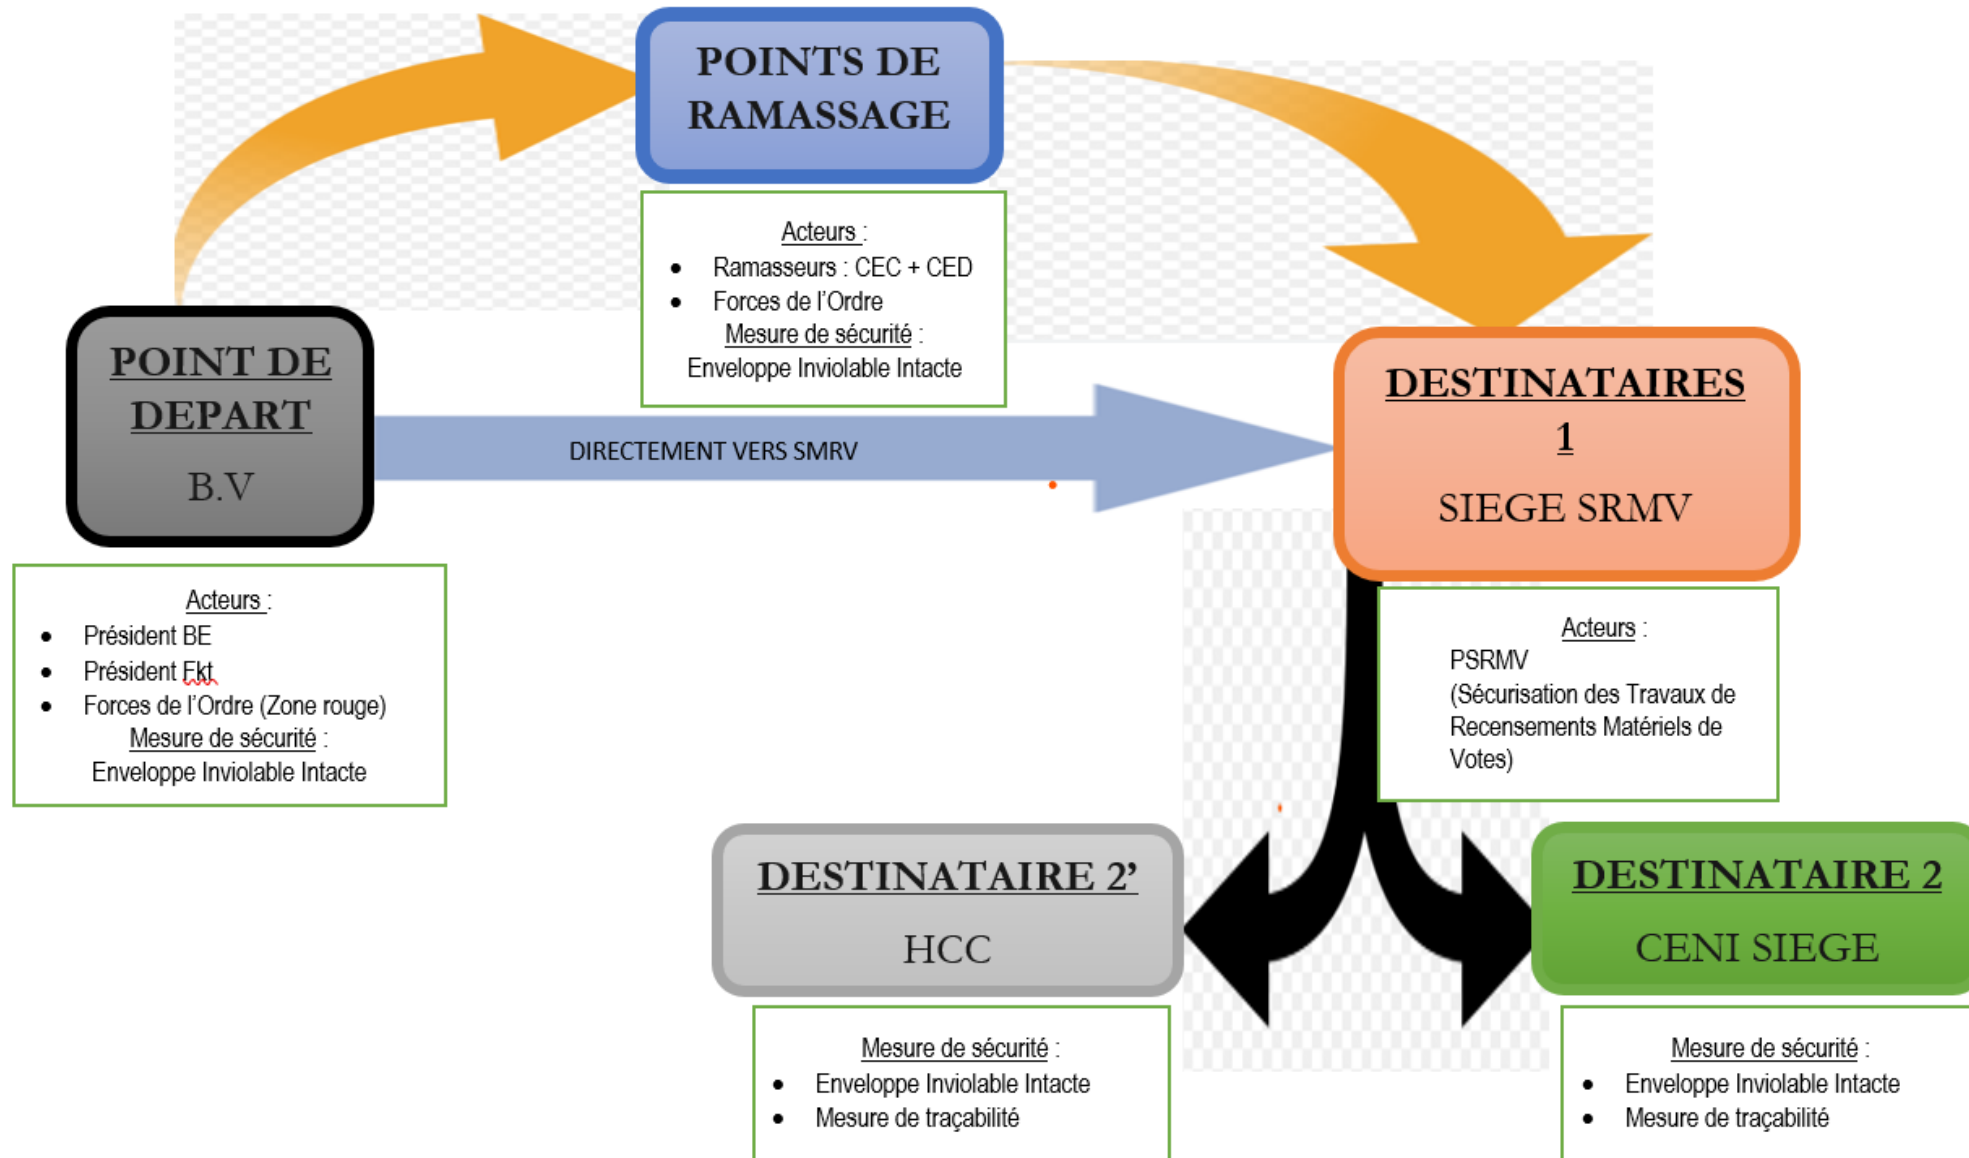 POINTS DE
RAMASSAGE
Acteurs :
• Ramasseurs : CEC + CED
• Forces de l’Ordre
Mesure de sécurité :
Enveloppe Inviolable Intacte
POINT DE
DEPART
B.V
DIRECTEMENT VERS SMRV
DESTINATAIRES
1
SIEGE SRMV
Acteurs :
• Président BE
• Président Fkt
• Forces de l’Ordre (Zone rouge)
Mesure de sécurité :
Enveloppe Inviolable Intacte
Acteurs :
PSRMV
(Sécurisation des Travaux de
Recensements Matériels de
Votes)
DESTINATAIRE 2’
HCC
Mesure de sécurité :
• Enveloppe Inviolable Intacte
• Mesure de traçabilité
DESTINATAIRE 2
CENI SIEGE
Mesure de sécurité :
• Enveloppe Inviolable Intacte
• Mesure de traçabilité